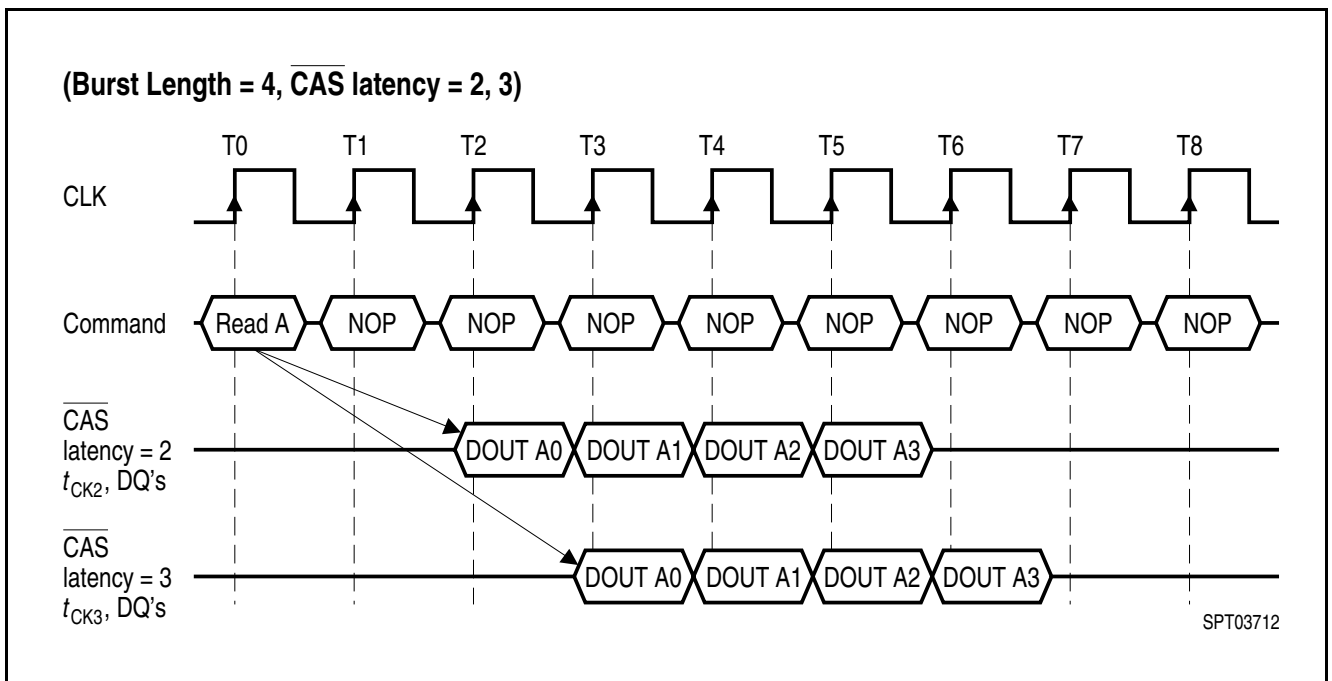 (Burst Length = 4, CAS latency = 2, 3)
T0 T1 T2 T3 T4 T5 T6 T7 T8
CLK
Command Read A NOP NOP NOP NOP NOP NOP NOP NOP
CAS
latency = 2 DOUT A0 DOUT A1 DOUT A2 DOUT A3
tCK2, DQ's
CAS
latency = 3 DOUT A0 DOUT A1 DOUT A2 DOUT A3
tCK3, DQ's
SPT03712